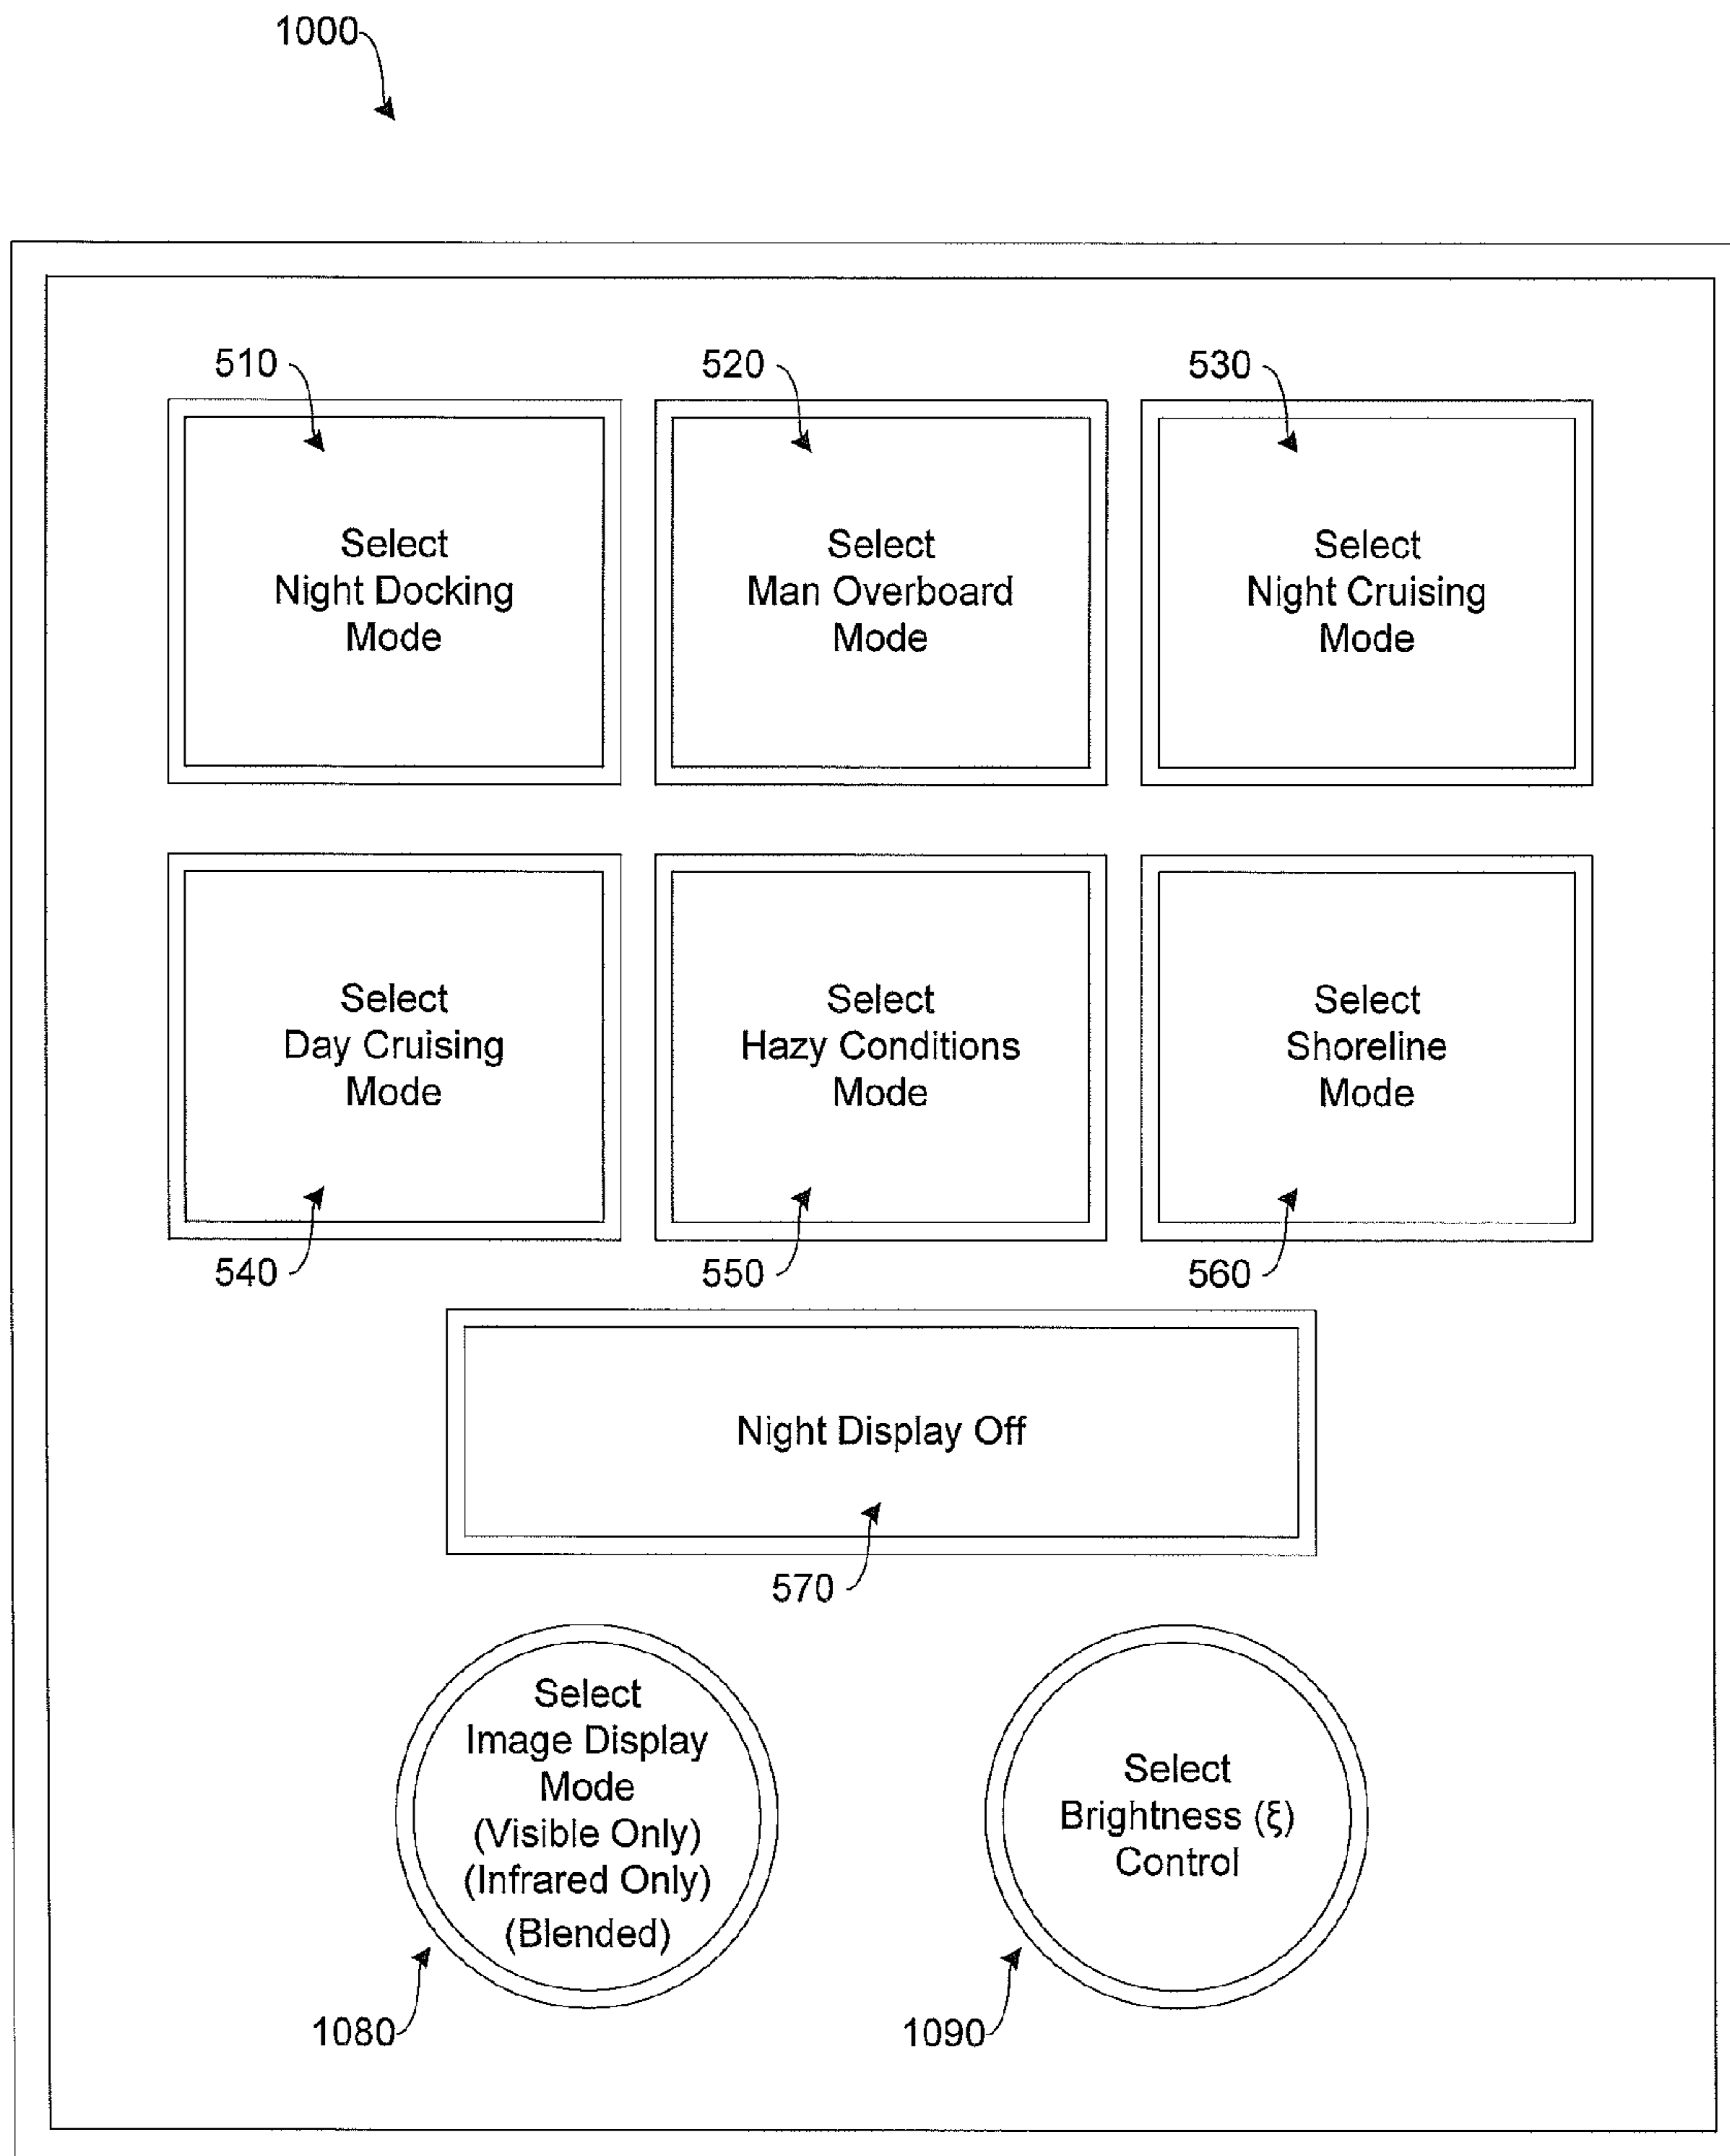 1000
510
520
530
Select
Night Docking
Mode
Select
Man Overboard
Mode
Select
Night Cruising
Mode
Select
Day Cruising
Mode
Select
Hazy Conditions
Mode
Select
Shoreline
Mode
540
550
560
Night Display Off
570
Select
Image Display
Mode
(Visible Only)
(Infrared Only)
(Blended)
Select
Brightness (ξ)
Control
1080
1090